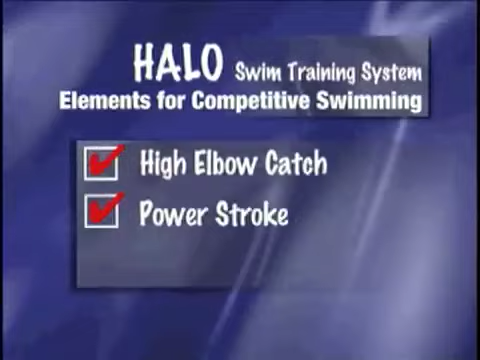 HALO Swim Training System
Elements for Competitive Swimming
High Elbow Catch
Power Stroke